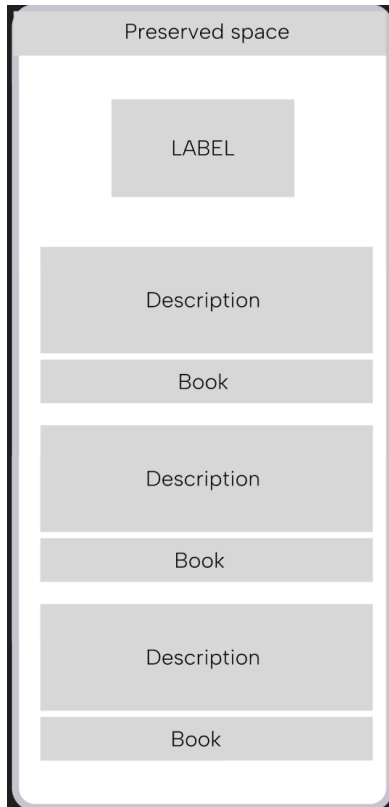 Preserved space
LABEL
Description
Book
Description
Book
Description
Book